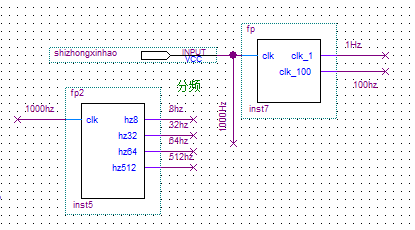 fp
shizhongxinhao
INPUT
VCC
clk
clk_1
1Hz
clk_100
100hz
inst7
分频
1000Hz
fp2
1000hz
clk
hz8
8hz
hz32
32hz
hz64
64hz
hz512
512hz
inst5